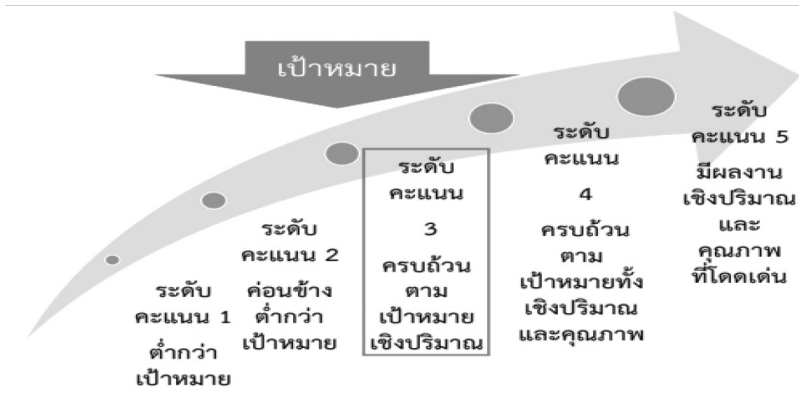 เป้าหมาย
ระดับ
คะแนน 1
ต่ำกว่า
เป้าหมาย
ระดับ
คะแนน 2
ค่อนข้าง
ต่ำกว่า
เป้าหมาย
ระดับ
คะแนน
3
ครบถ้วน
ตาม
เป้าหมาย
เชิงปริมาณ
ระดับ
คะแนน
4
ครบถ้วน
ตาม
เป้าหมายทั้ง
เชิงปริมาณ
และคุณภาพ
ระดับ
คะแนน 5
มีผลงาน
เชิงปริมาณ
และ
คุณภาพ
ที่โดดเด่น